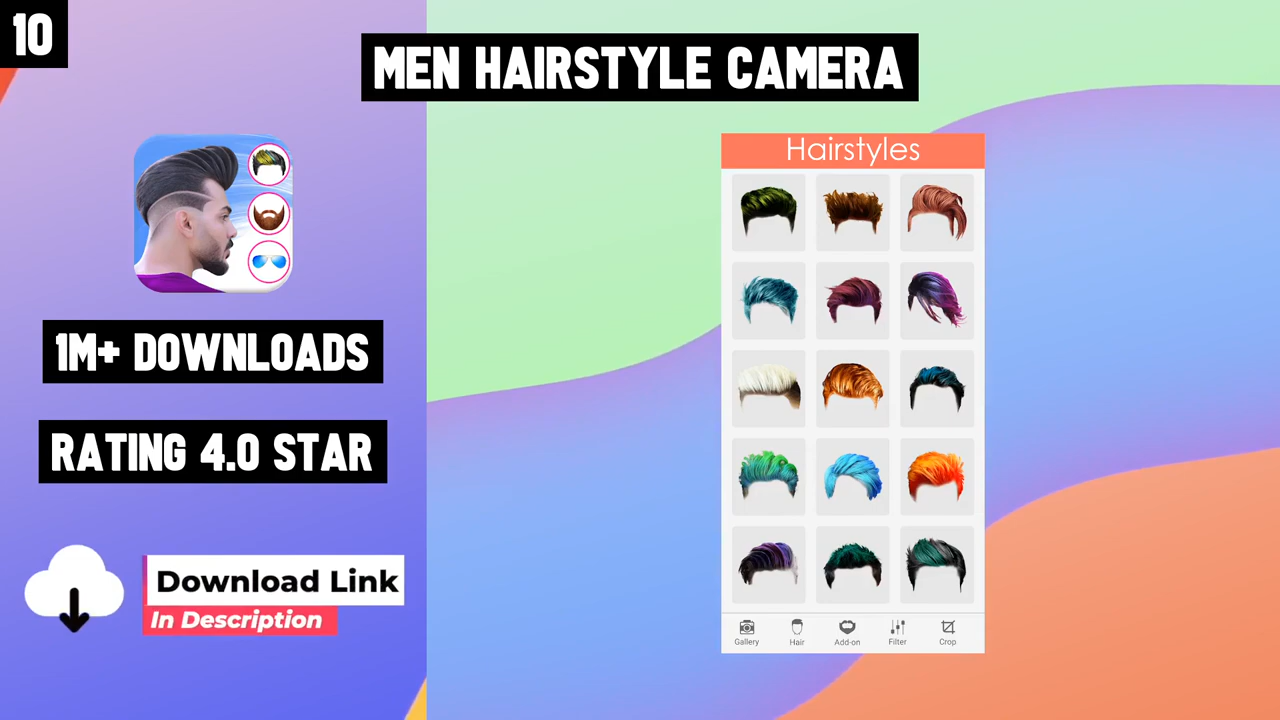 10
MEN HAIRSTYLE CAMERA
Hairstyles
1M+ DOWNLOADS
RATING 4.0 STAR
Download Link
In Description
Gallery
Hair
Add-on
Filter
Crop